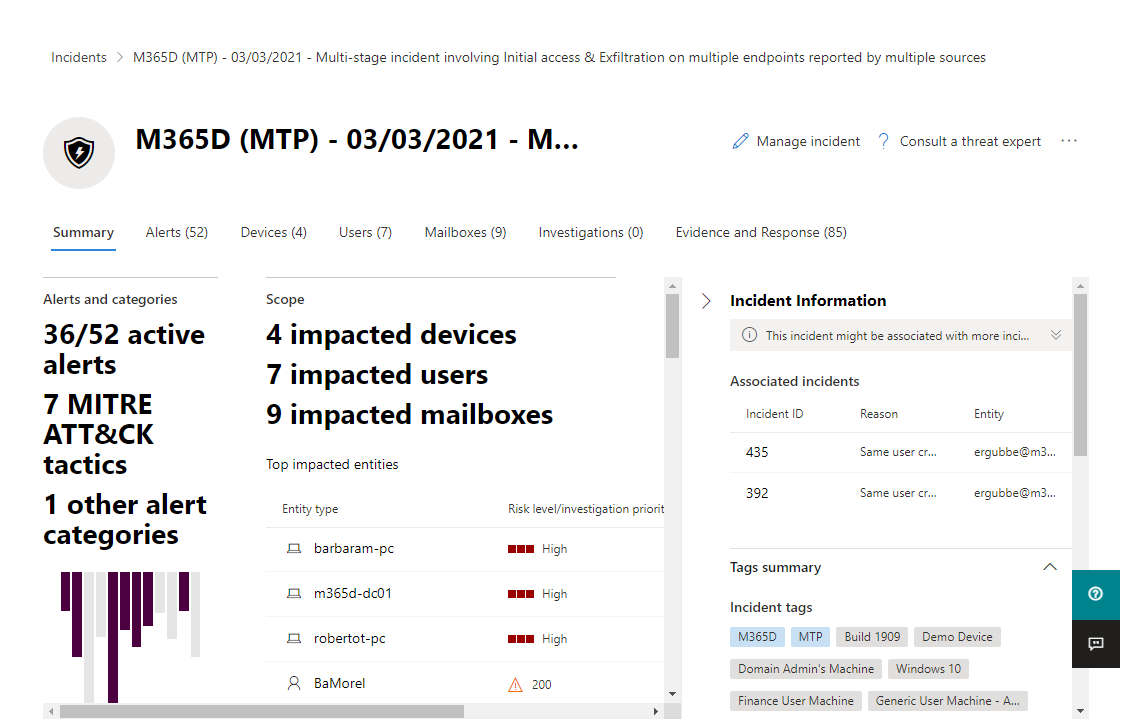 Incidents > M365D (MTP) - 03/03/2021 - Multi-stage incident involving Initial access & Exfiltration on multiple endpoints reported by multiple sources
M365D (MTP) - 03/03/2021 - M...
Manage incident
? Consult a threat expert ...
Summary Alerts (52) Devices (4) Users (7) Mailboxes (9) Investigations (0) Evidence and Response (85)
Alerts and categories
36/52 active
alerts
7 MITRE
ATT&CK
tactics
1 other alert
categories
Scope
4 impacted devices
7 impacted users
9 impacted mailboxes
Top impacted entities
Entity type Risk level/investigation priorit
barbaram-pc High
m365d-dc01 High
robertot-pc High
BaMorel 200
Incident Information
This incident might be associated with more inci...
Associated incidents
Incident ID Reason Entity
435 Same user cr... ergubbe@m3...
392 Same user cr... ergubbe@m3...
Tags summary
Incident tags
M365D MTP Build 1909 Demo Device
Domain Admin's Machine Windows 10
Finance User Machine Generic User Machine - A...